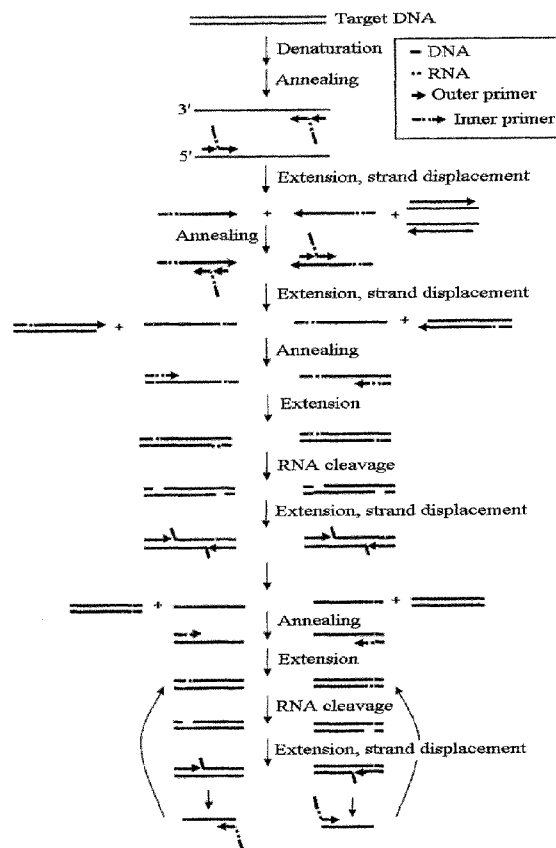 Target DNA
Denaturation
Annealing
DNA
RNA
Outer primer
Inner primer
3'
5'
Extension, strand displacement
+ + +
Annealing
Extension, strand displacement
+ +
Annealing
Extension
RNA cleavage
Extension, strand displacement
+ +
Annealing
Extension
RNA cleavage
Extension, strand displacement